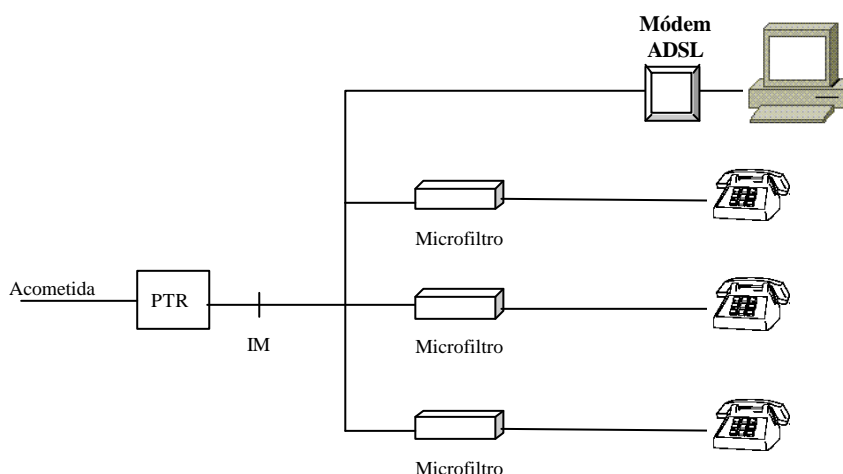 Módem
ADSL
Microfiltro
Acometida
PTR
IM
Microfiltro
Microfiltro